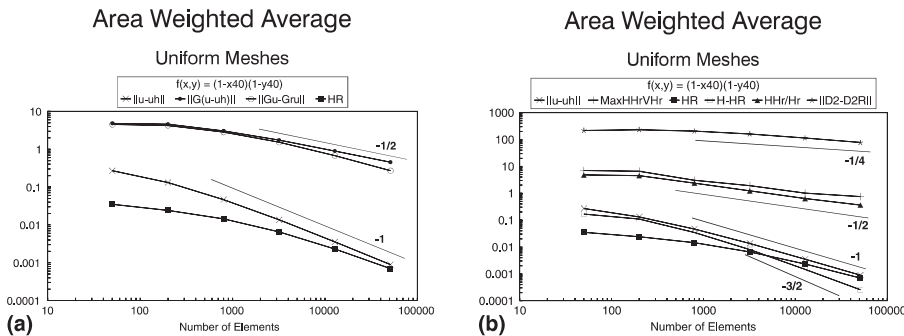 Area Weighted Average
Uniform Meshes
f(x,y) = (1-x40)(1-y40)
||u-uh|| ||G(u-uh)|| ||Gu-Gru|| HR
10
1
0.1
0.01
0.001
0.0001
-1/2
-1
10
100
1000
10000
100000
Number of Elements
(a)
Area Weighted Average
Uniform Meshes
f(x,y) = (1-x40)(1-y40)
||u-uh|| MaxHHrVHr HR H-HR HHr/Hr ||D2-D2R||
1000
100
10
1
0.1
0.01
0.001
0.0001
-1/4
-1/2
-1
-3/2
10
100
1000
10000
100000
Number of Elements
(b)